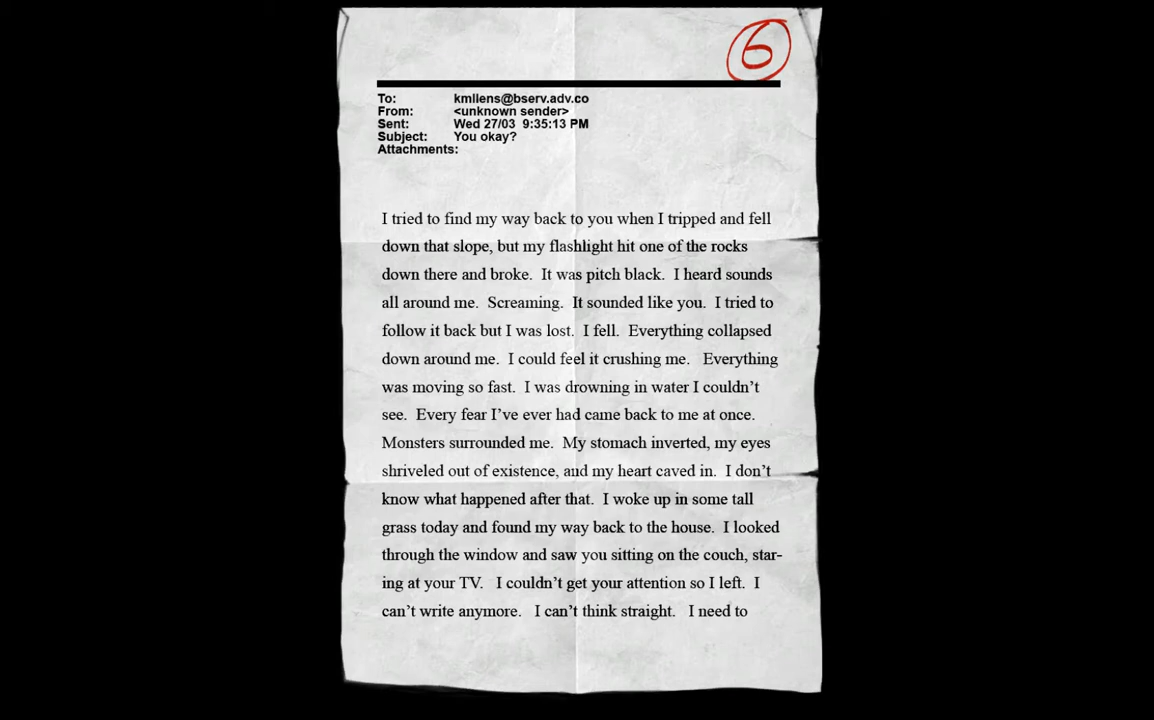 6
To: kmllens@bserv.adv.co
From: <unknown sender>
Sent: Wed 27/03 9:35:13 PM
Subject: You okay?
Attachments:
I tried to find my way back to you when I tripped and fell
down that slope, but my flashlight hit one of the rocks
down there and broke.  It was pitch black.  I heard sounds
all around me.  Screaming.  It sounded like you.  I tried to
follow it back but I was lost.  I fell.  Everything collapsed
down around me.  I could feel it crushing me.   Everything
was moving so fast.  I was drowning in water I couldn’t
see.  Every fear I’ve ever had came back to me at once.
Monsters surrounded me.  My stomach inverted, my eyes
shriveled out of existence, and my heart caved in.  I don’t
know what happened after that.  I woke up in some tall
grass today and found my way back to the house.  I looked
through the window and saw you sitting on the couch, star-
ing at your TV.   I couldn’t get your attention so I left.  I
can’t write anymore.   I can’t think straight.   I need to